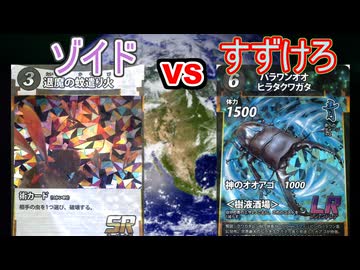 ゾイド
VS
すずけろ
3
退魔の蚊遣り火
術カード
相手の虫を1つ選び、破壊する。
SR
6
パラワンオオ
ヒラタクワガタ
体力
1500
神のオオアゴ 1000
<樹液酒場>
LR